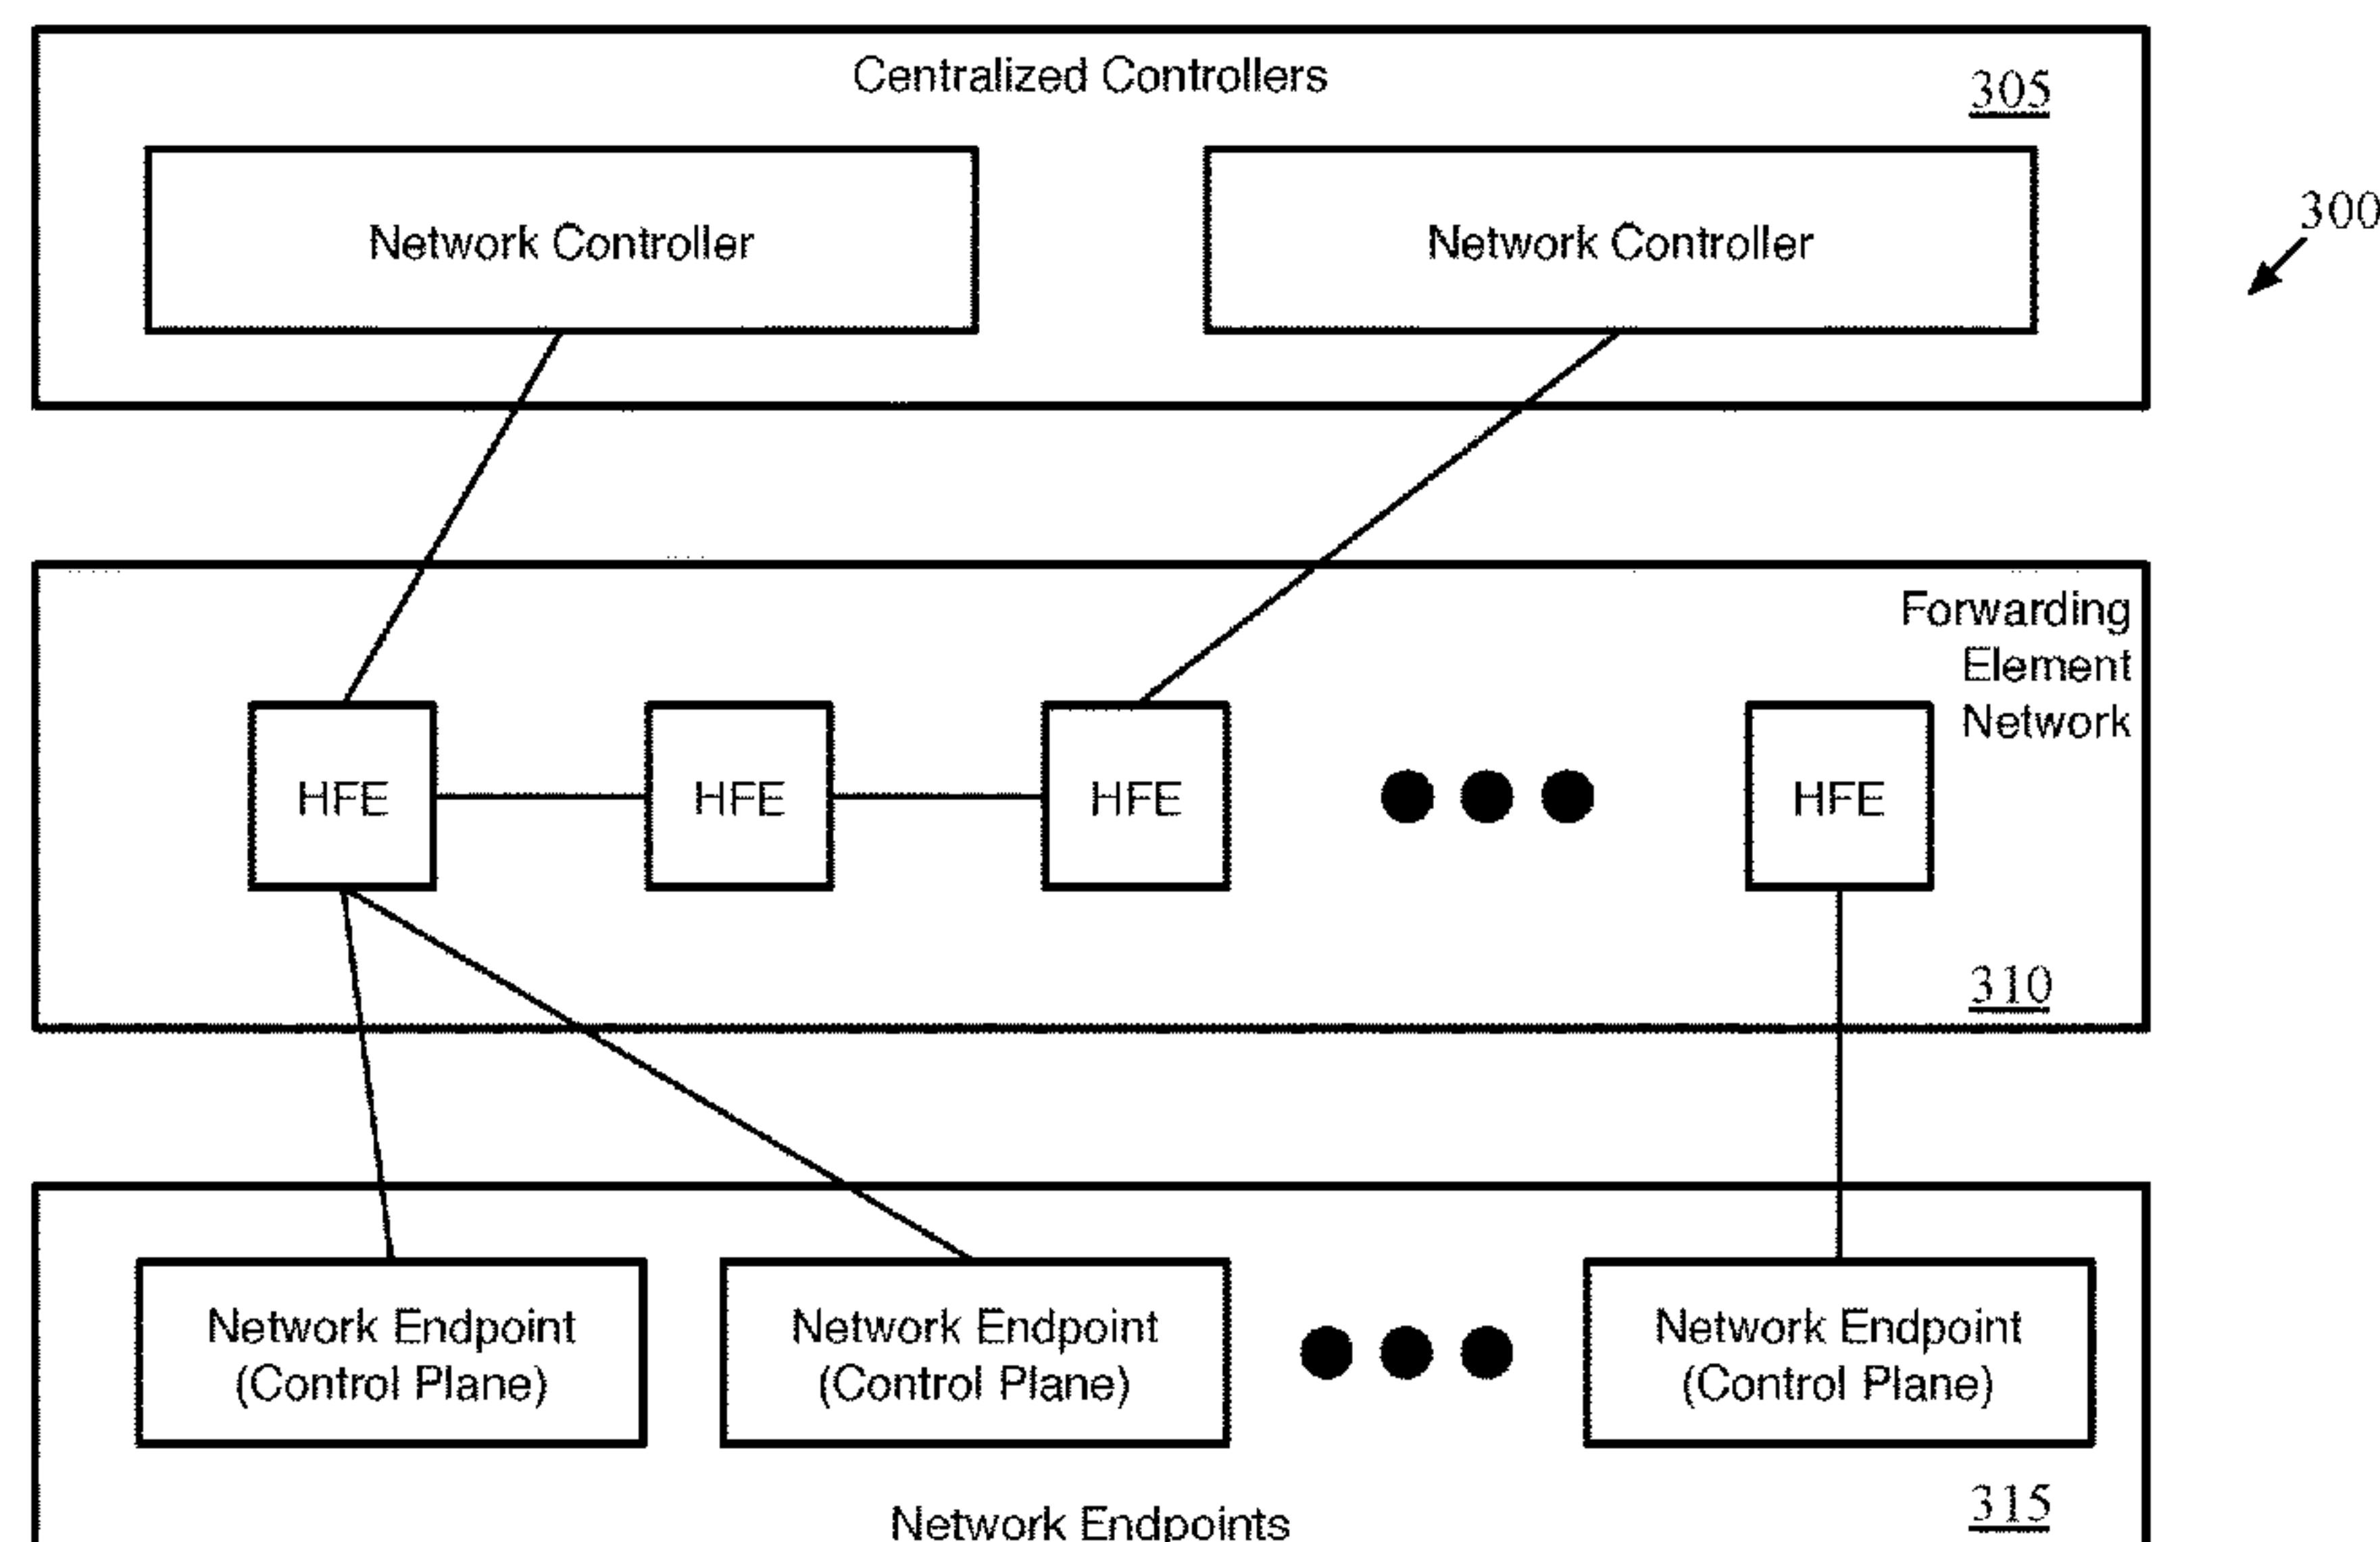 Centralized Controllers
305
Network Controller
Network Controller
300
Forwarding
Element
Network
HFE
HFE
HFE
HFE
310
Network Endpoint
(Control Plane)
Network Endpoint
(Control Plane)
Network Endpoint
(Control Plane)
315
Network Endpoints